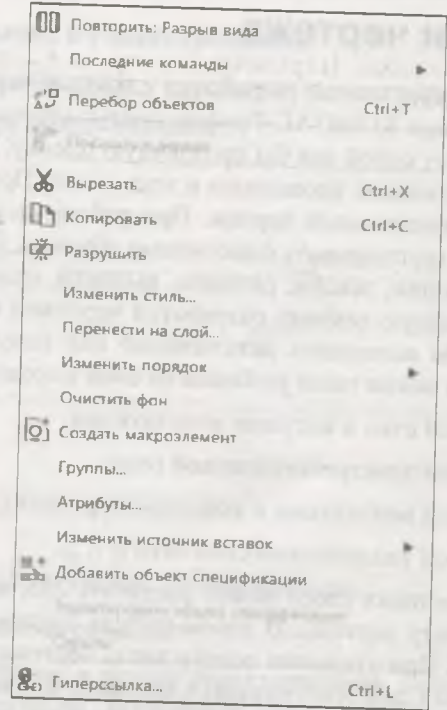 Повторить: Разрыв вида
Последние команды
Перебор объектов Ctrl+T
Вырезать Ctrl+X
Копировать Ctrl+C
Разрушить
Изменить стиль...
Перенести на слой...
Изменить порядок
Очистить фон
Создать макроэлемент
Группы...
Атрибуты...
Изменить источник вставок
Добавить объект спецификации
Гиперссылка... Ctrl+L